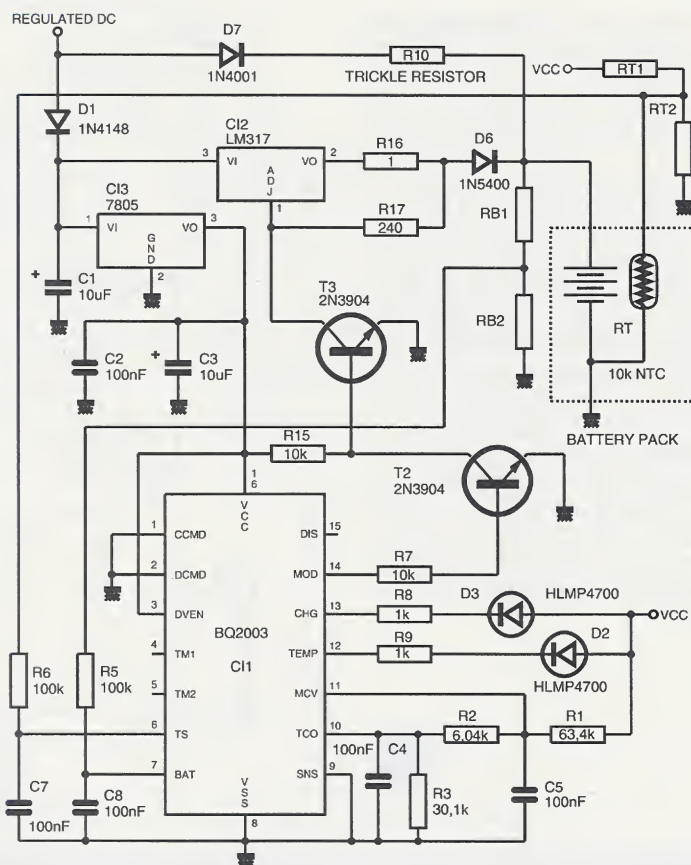 REGULATED DC
D7
1N4001
R10
TRICKLE RESISTOR
VCC
RT1
RT2
D1
1N4148
CI2
LM317
3 VI VO 2
ADJ
1
R16
1
D6
1N5400
R17
240
RB1
CI3
7805
1 VI VO 3
GND
2
+
C1
10uF
T3
2N3904
RB2
RT
10k NTC
BATTERY PACK
C2
100nF
+
C3
10uF
R15
10k
T2
2N3904
16
VCC
1 CCMD
DIS 15
2 DCMD
MOD 14
R7
10k
3 DVEN
CHG 13
R8
1k
D3
HLMP4700
VCC
BQ2003
CI1
4 TM1
TEMP 12
R9
1k
D2
HLMP4700
R6
100k
R5
100k
5 TM2
MCV 11
6 TS
TCO 10
R2
6,04k
R1
63,4k
100nF
C4
7 BAT
SNS 9
VSS
8
R3
30,1k
C5
100nF
C7
100nF
C8
100nF